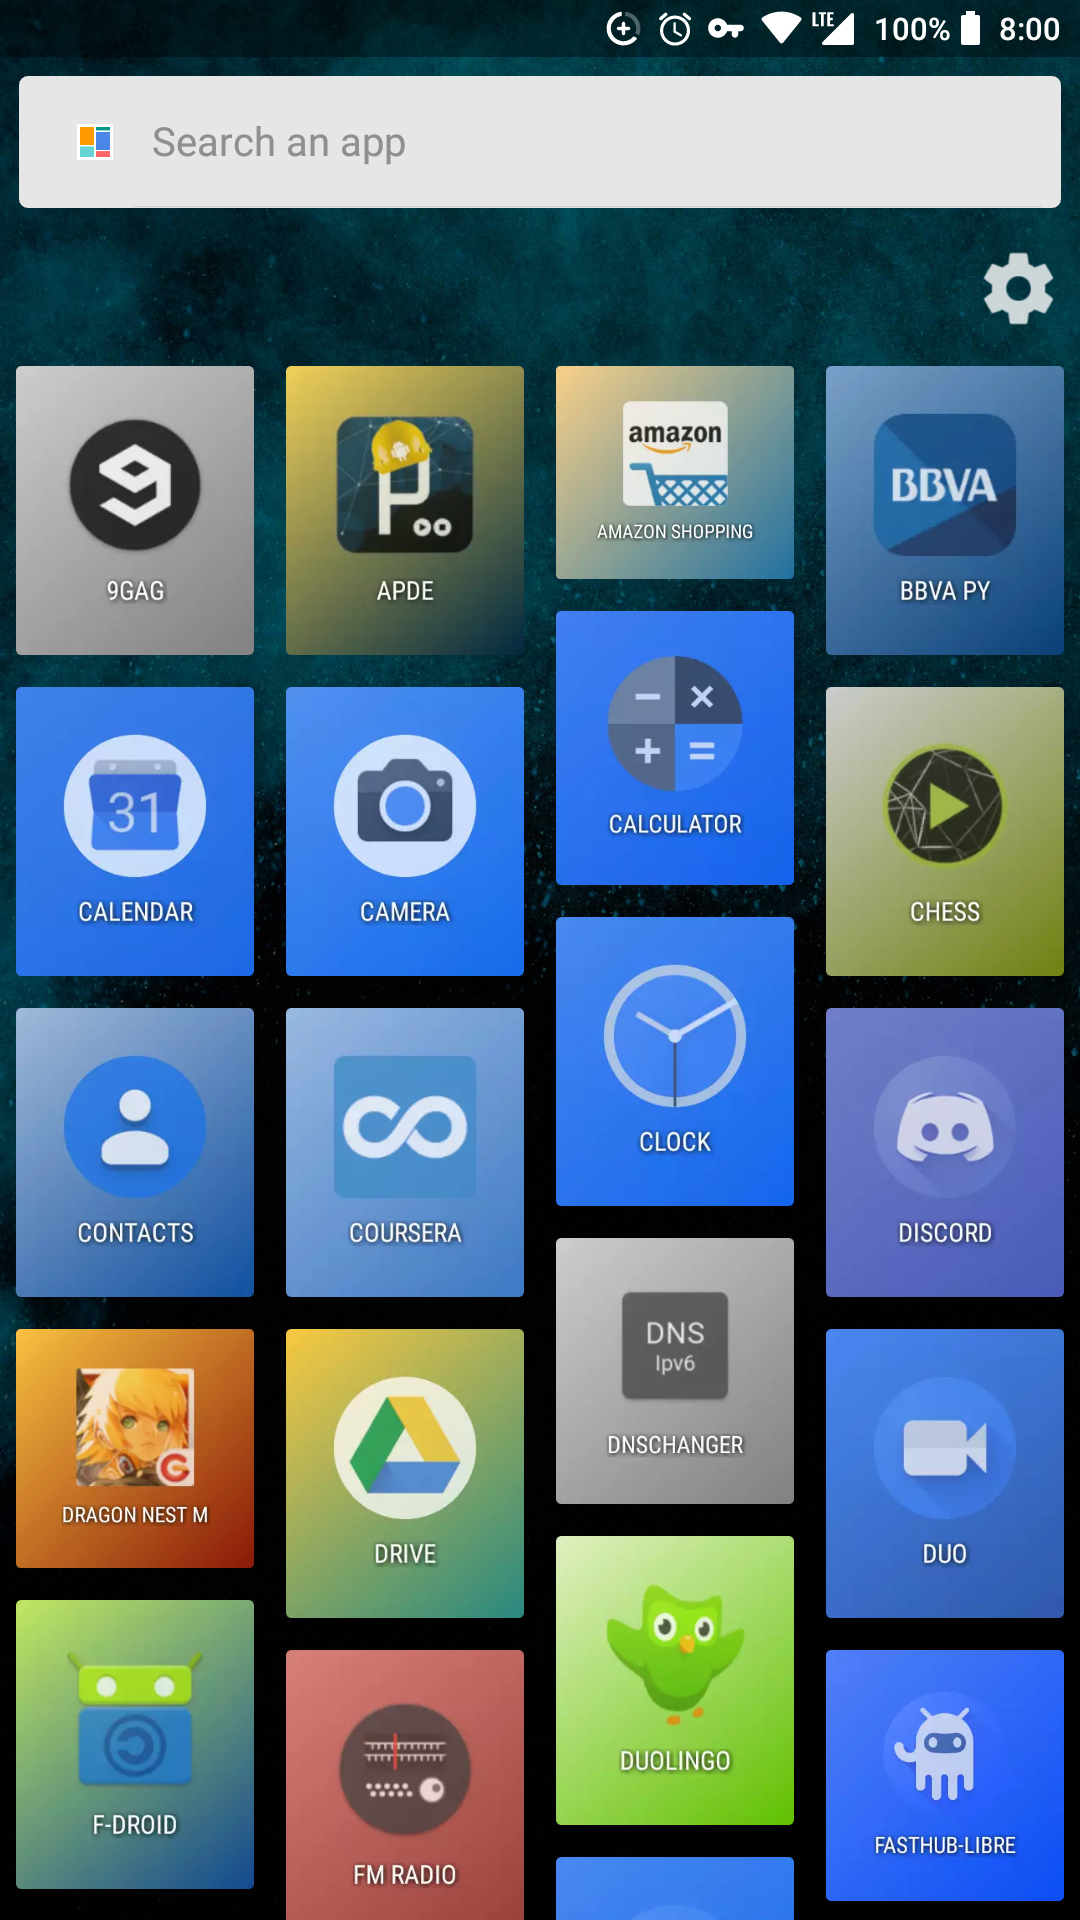 LTE 100% 8:00
Search an app
9GAG
APDE
amazon
AMAZON SHOPPING
BBVA
BBVA PY
31
CALENDAR
CAMERA
CALCULATOR
CHESS
CONTACTS
COURSERA
CLOCK
DISCORD
DRAGON NEST M
DRIVE
DNS
Ipv6
DNSCHANGER
DUO
F-DROID
FM RADIO
DUOLINGO
FASTHUB-LIBRE